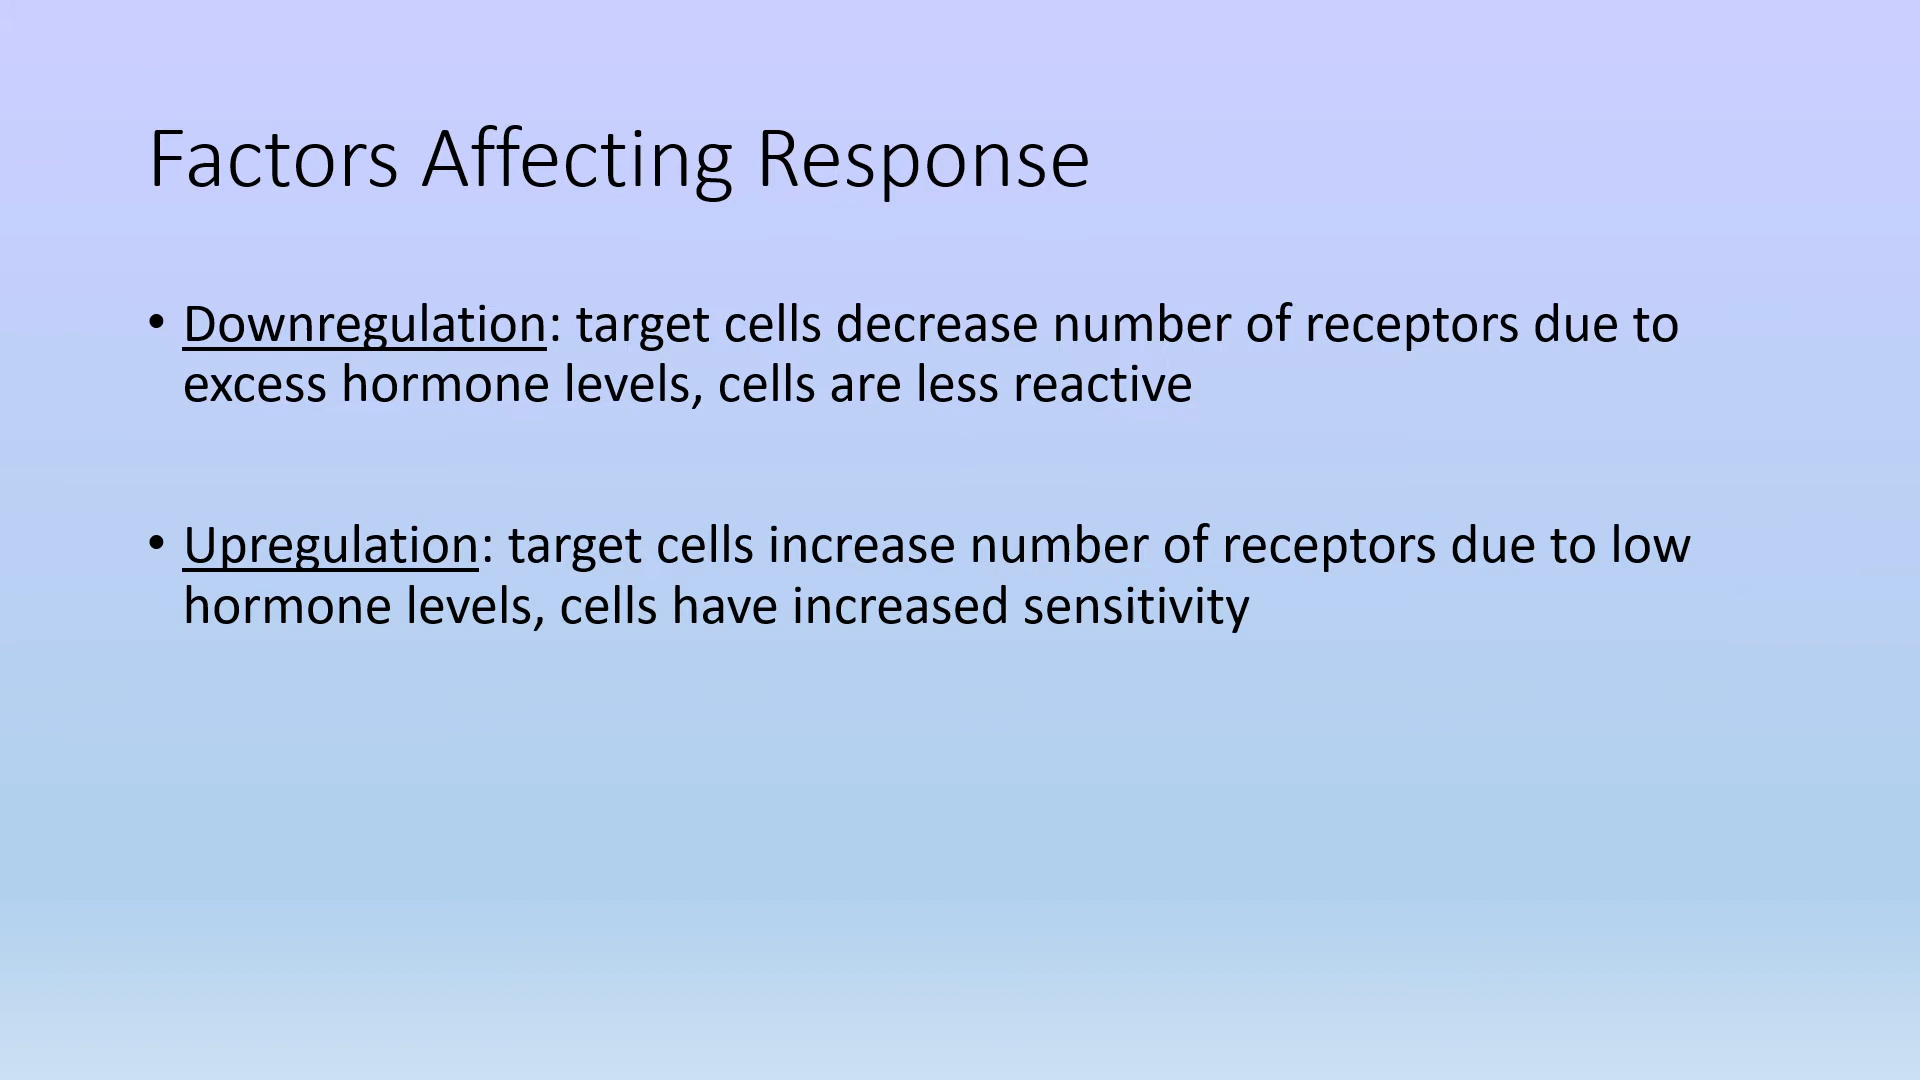 Factors Affecting Response
• Downregulation: target cells decrease number of receptors due to
excess hormone levels, cells are less reactive
• Upregulation: target cells increase number of receptors due to low
hormone levels, cells have increased sensitivity